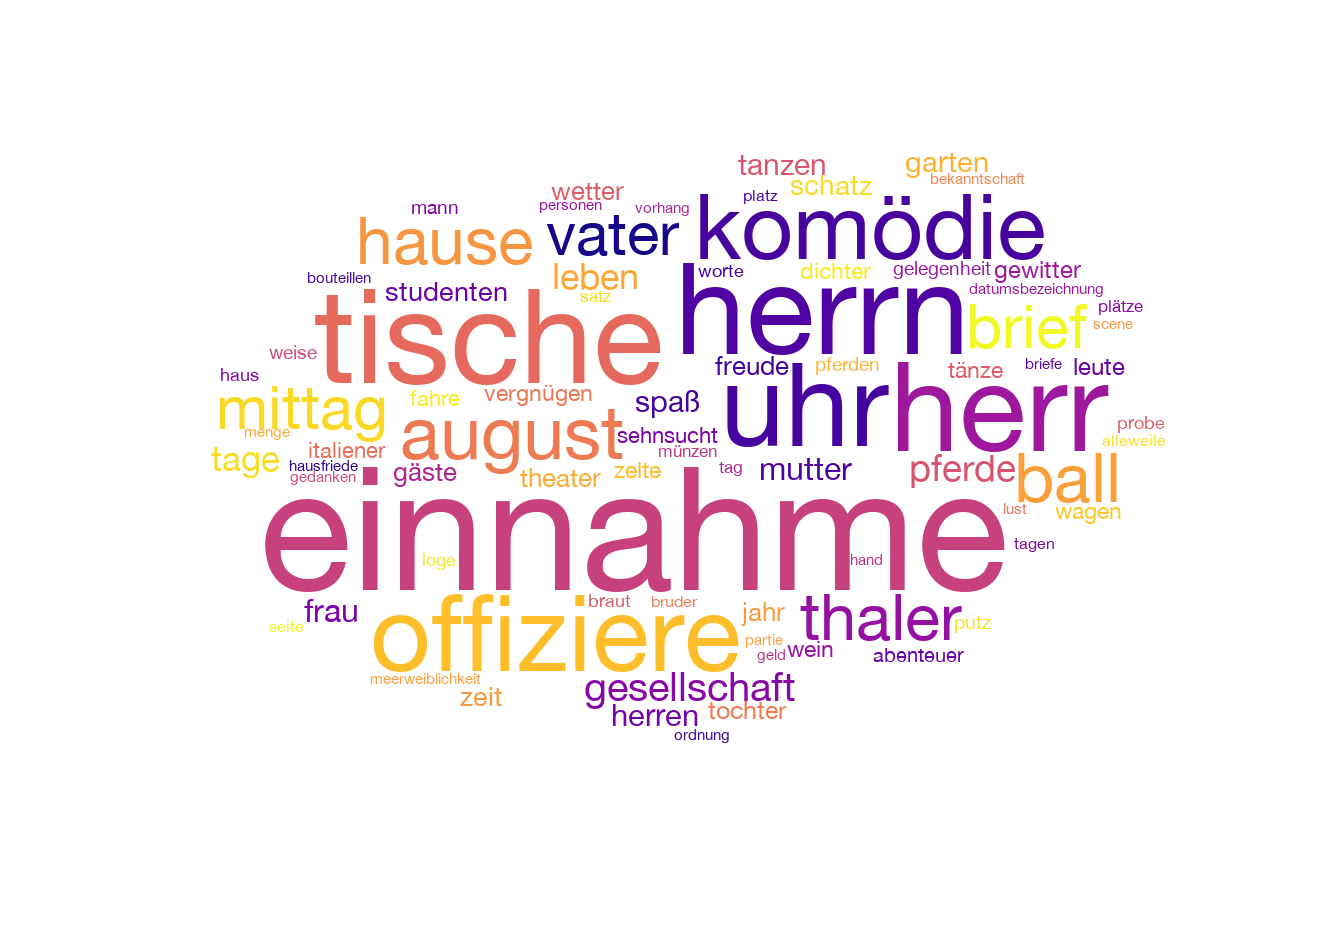 tanzen garten
wetter schatz bekanntschaft
mann personen vorhang platz komödie
hause vater
bouteillen studenten leben worte dichter gelegenheit gewitter
satz datumsbezeichnung
tische herrn brief plätze
scene
weise freude pferden tänze briefe leute
haus
mittag fahre vergnügen spaß uhr herr probe
menge august sehnsucht alleweile
tage italiener münzen
hausfriede gäste theater zelte tag mutter pferde ball
gedanken
einnahme lust wagen
tagen
loge hand
frau offiziere braut bruder jahr thaler putz
seite partie
geld wein abenteuer
meerweiblichkeit
zeit gesellschaft
herren tochter
ordnung